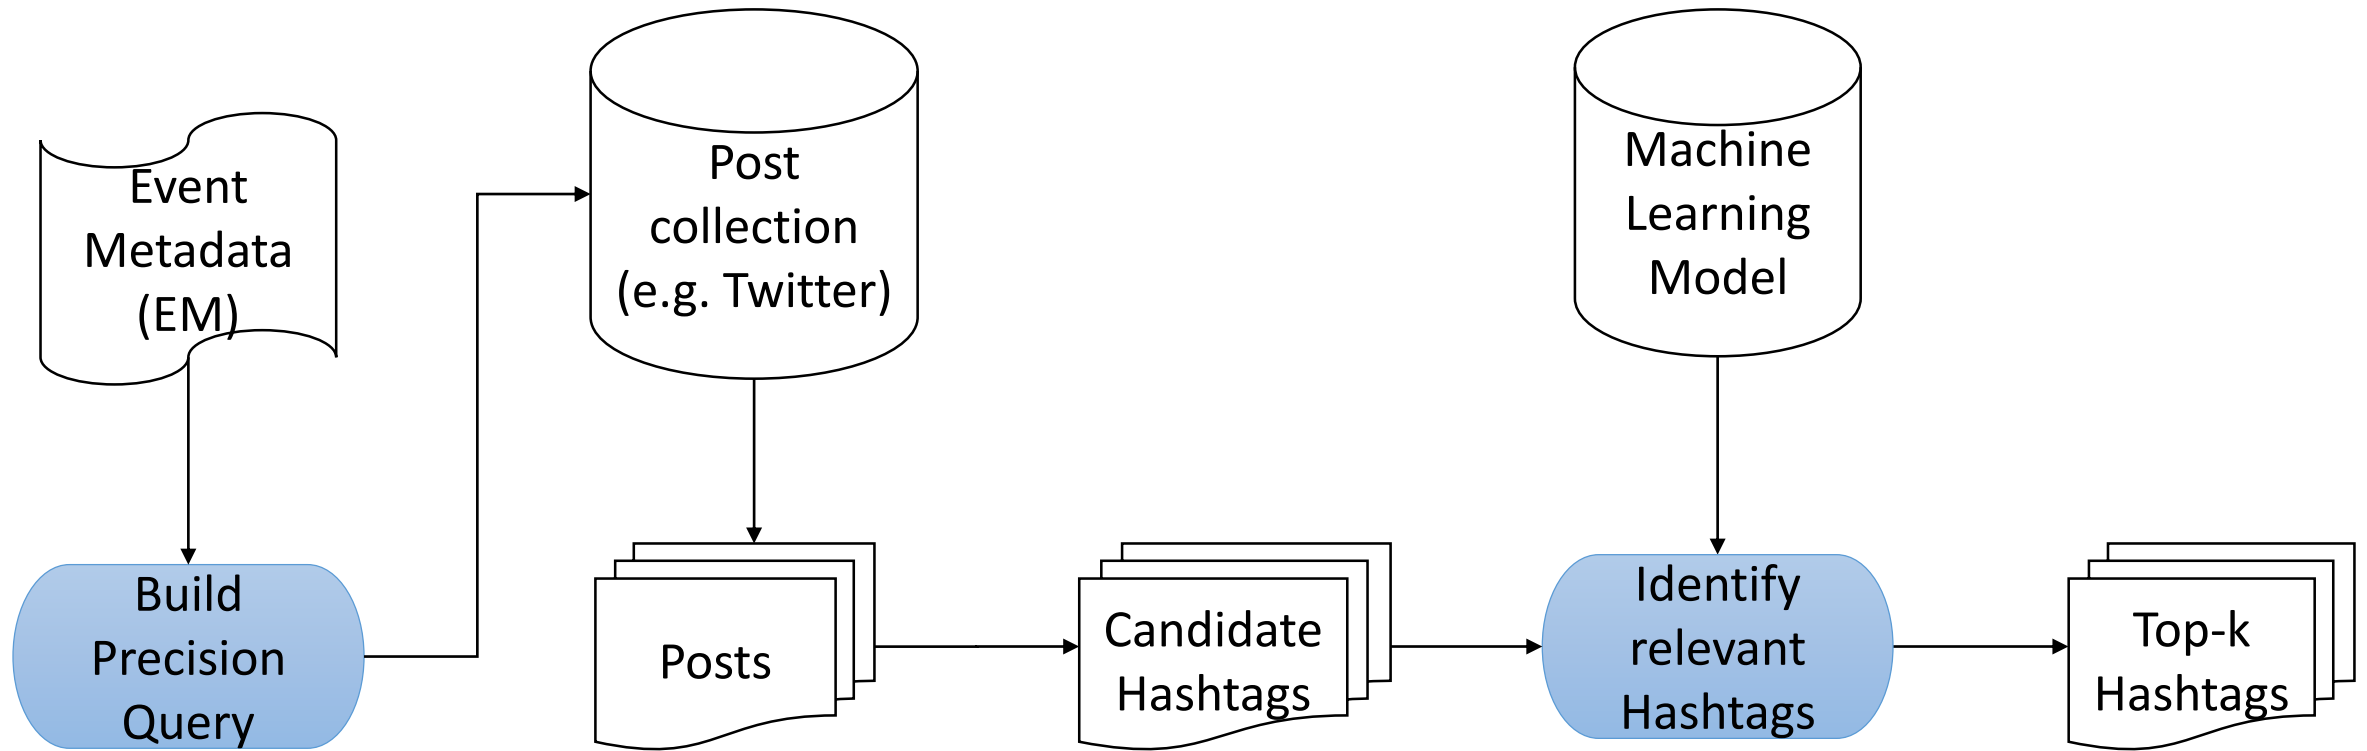 Event
Metadata
(EM)
Build
Precision
Query
Post
collection
(e.g. Twitter)
Posts
Candidate
Hashtags
Machine
Learning
Model
Identify
relevant
Hashtags
Top-k
Hashtags